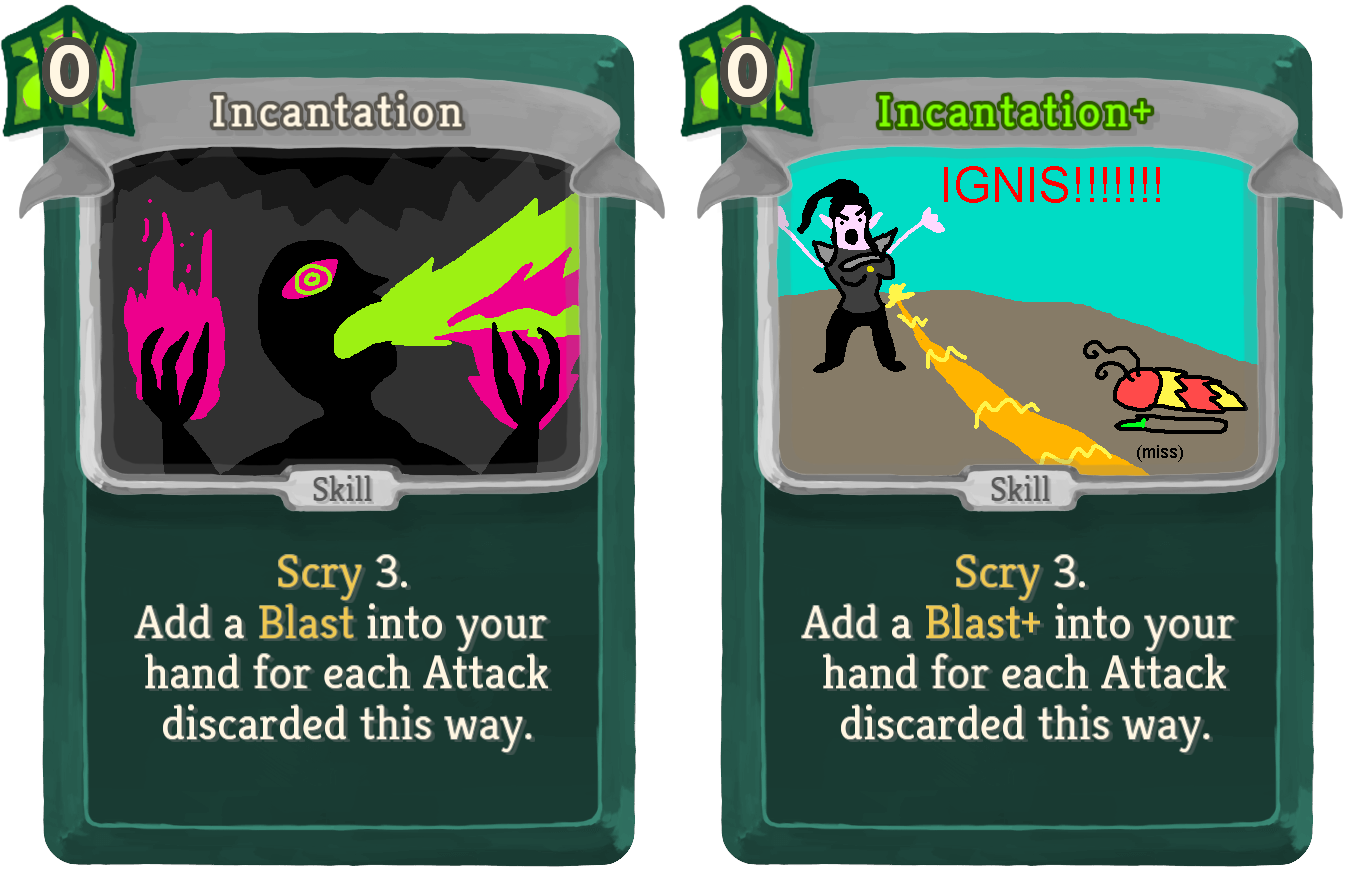 0
Incantation
Skill
Scry 3.
Add a Blast into your
hand for each Attack
discarded this way.
0
Incantation+
IGNIS!!!!!!!
(miss)
Skill
Scry 3.
Add a Blast+ into your
hand for each Attack
discarded this way.